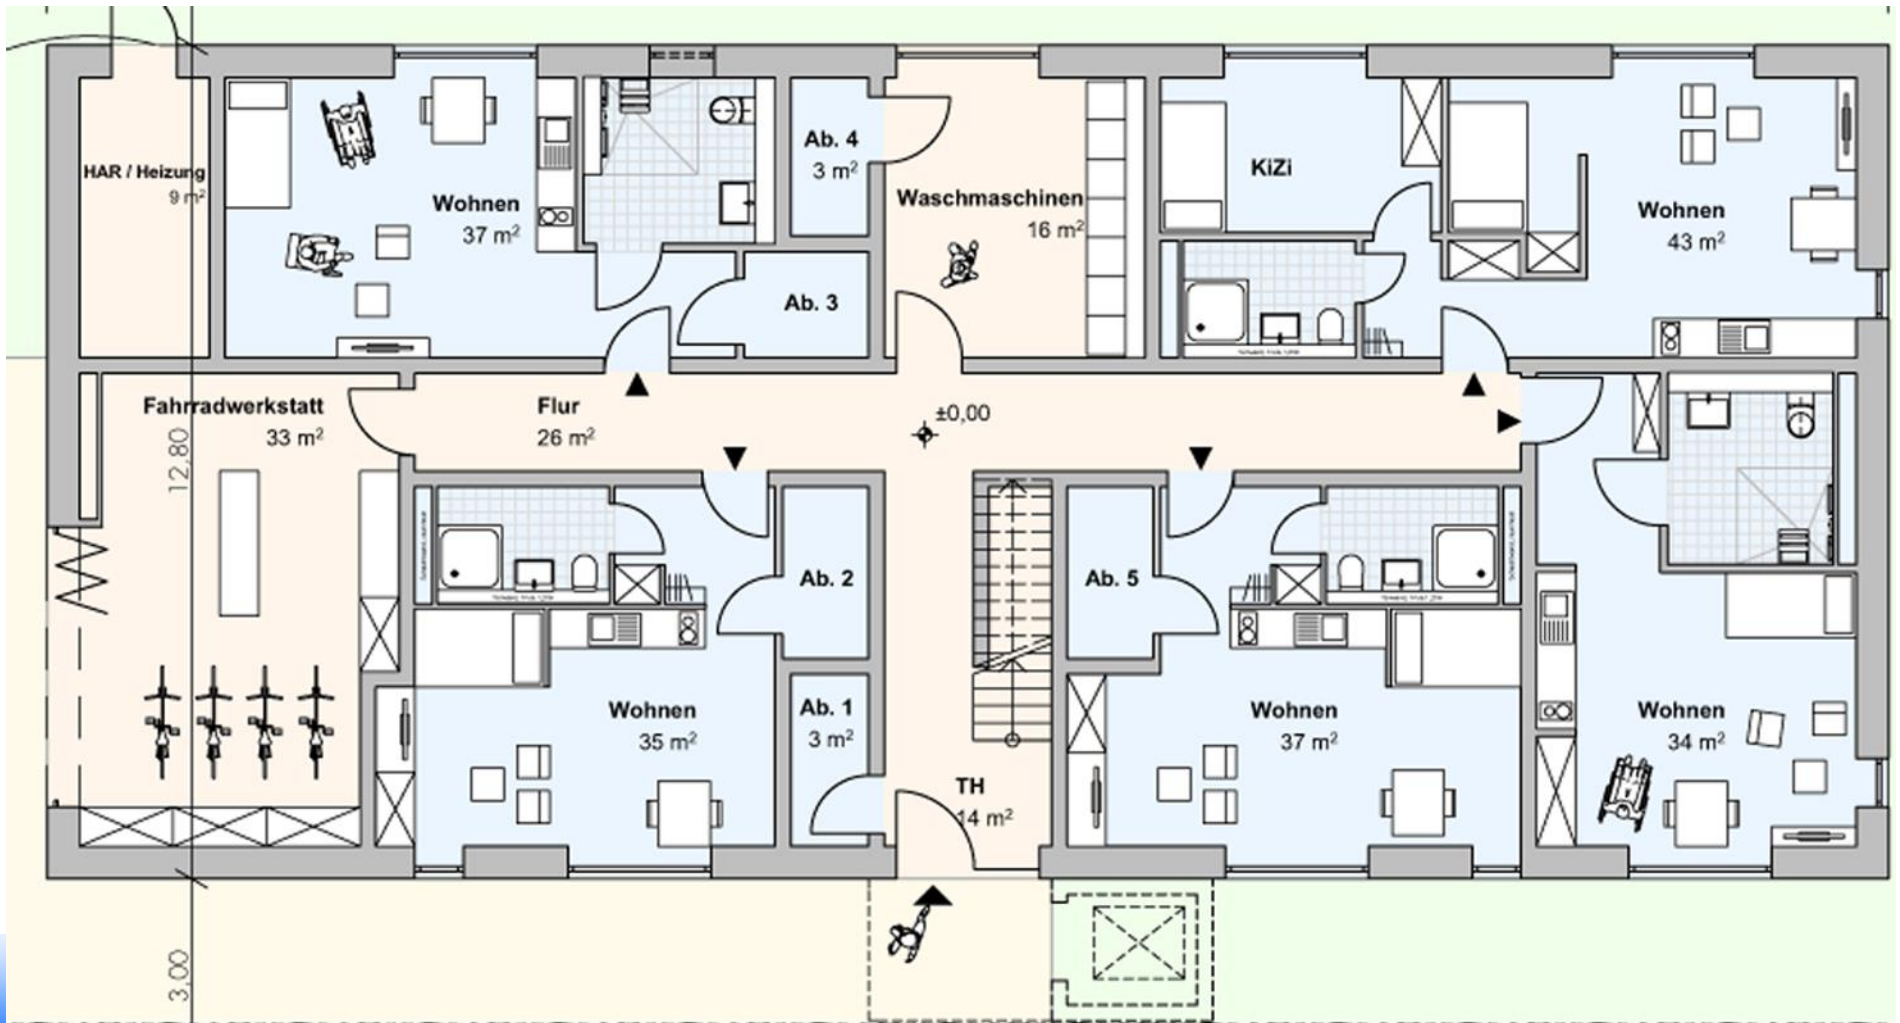 HAR / Heizung
9 m²
Wohnen
37 m²
Ab. 4
3 m²
Waschmaschinen
16 m²
KiZi
Wohnen
43 m²
Ab. 3
Fahrradwerkstatt
33 m²
Flur
26 m²
±0,00
12,80
Ab. 2
Ab. 5
Wohnen
35 m²
Ab. 1
3 m²
Wohnen
37 m²
Wohnen
34 m²
TH
14 m²
3,00